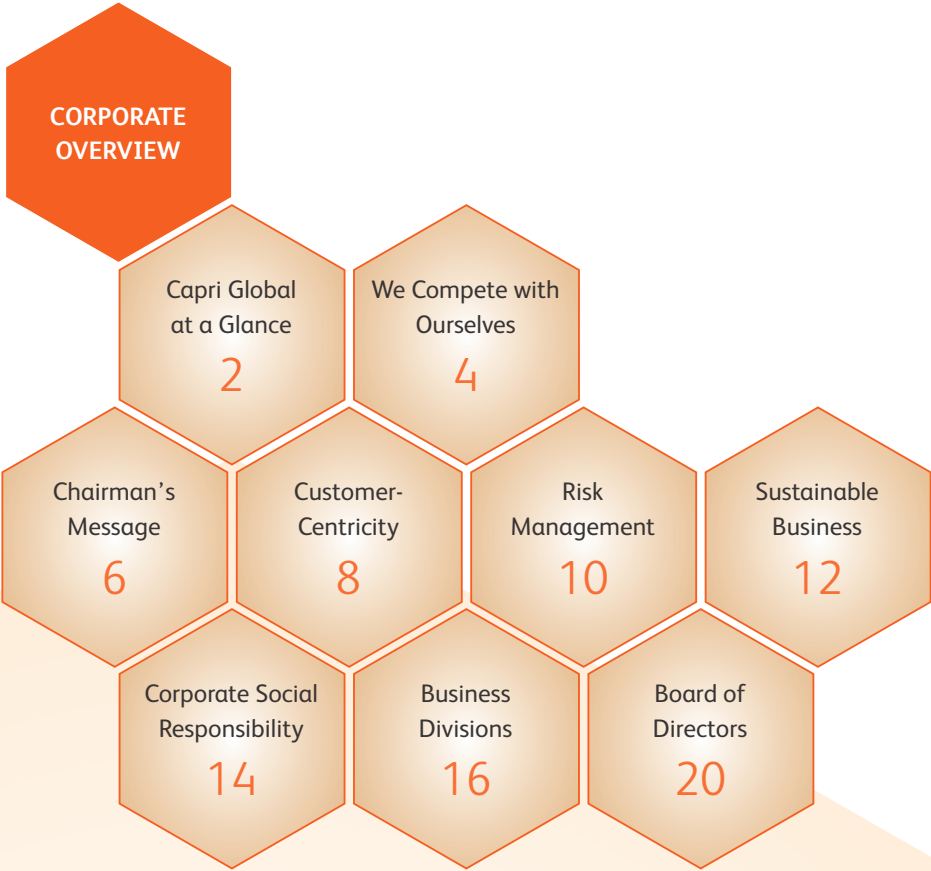 CORPORATE
OVERVIEW
Capri Global
at a Glance
2
We Compete with
Ourselves
4
Chairman’s
Message
6
Customer-
Centricity
8
Risk
Management
10
Sustainable
Business
12
Corporate Social
Responsibility
14
Business
Divisions
16
Board of
Directors
20